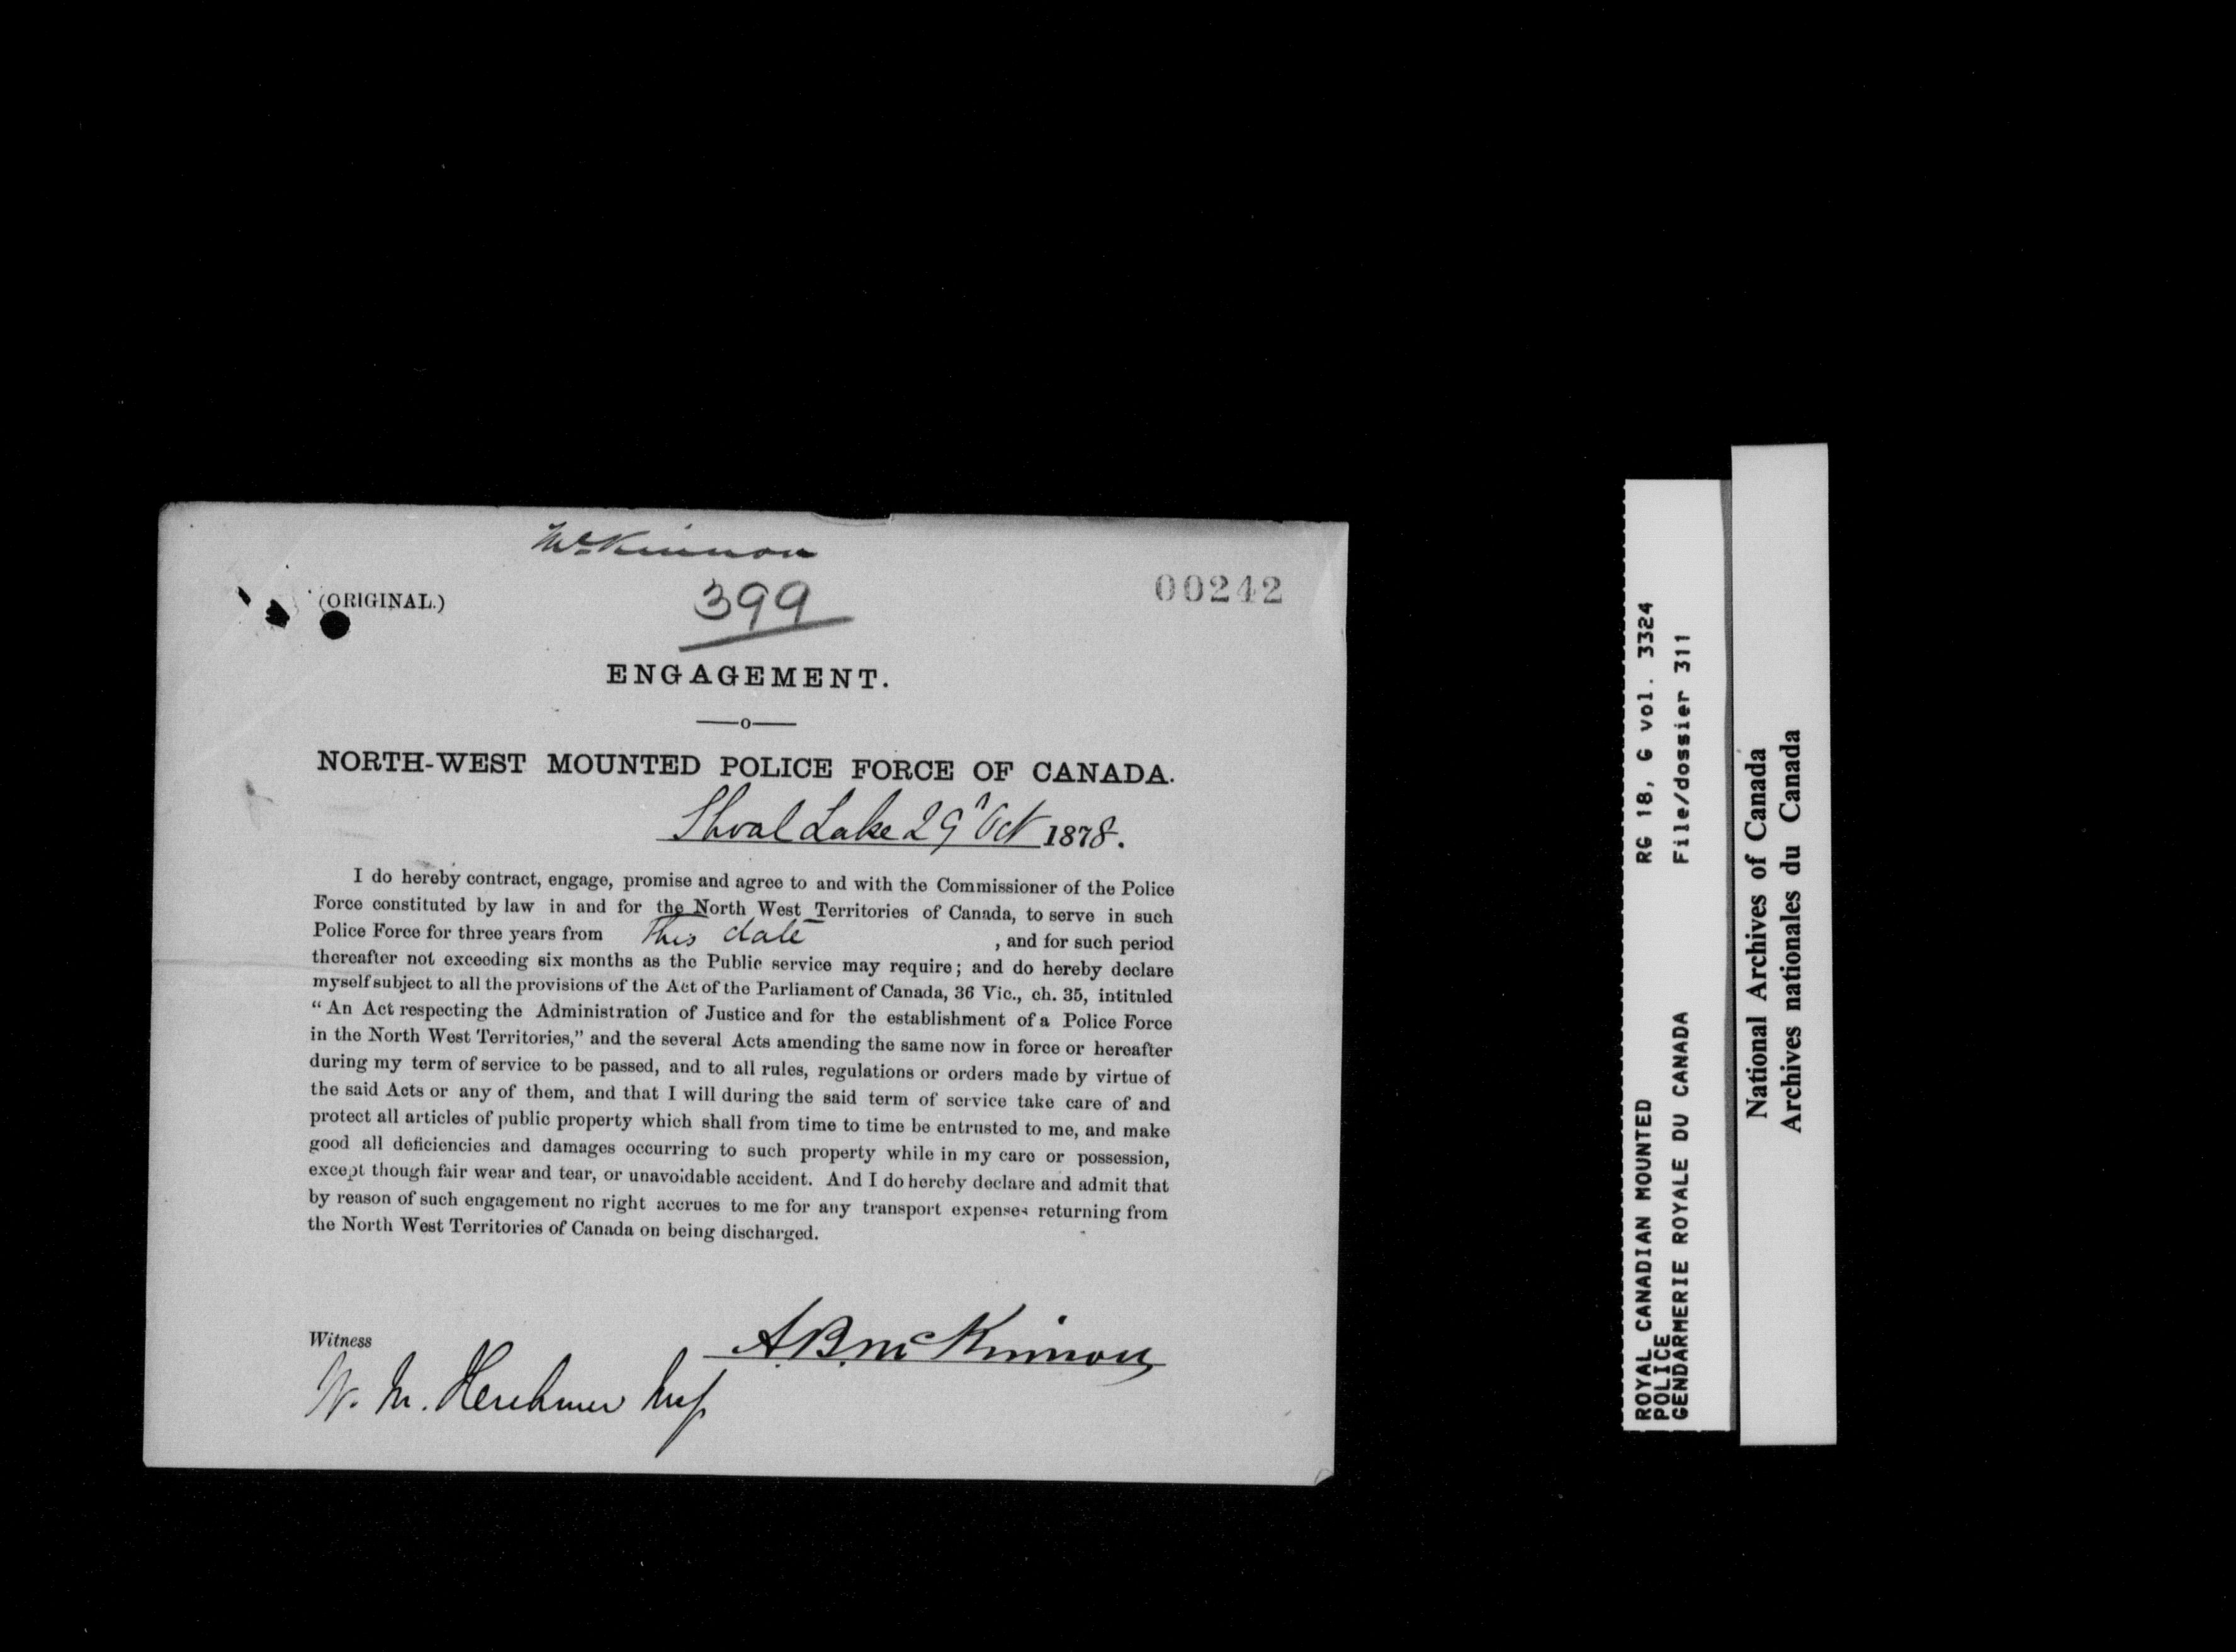 McKinnon
(ORIGINAL.)
399
00242
ENGAGEMENT.
—o—
NORTH-WEST MOUNTED POLICE FORCE OF CANADA.
Shoal Lake 29 Oct 1878.
I do hereby contract, engage, promise and agree to and with the Commissioner of the Police
Force constituted by law in and for the North West Territories of Canada, to serve in such
Police Force for three years from this date , and for such period
thereafter not exceeding six months as the Public service may require; and do hereby declare
myself subject to all the provisions of the Act of the Parliament of Canada, 36 Vic., ch. 35, intituled
“An Act respecting the Administration of Justice and for the establishment of a Police Force
in the North West Territories,” and the several Acts amending the same now in force or hereafter
during my term of service to be passed, and to all rules, regulations or orders made by virtue of
the said Acts or any of them, and that I will during the said term of service take care of and
protect all articles of public property which shall from time to time be entrusted to me, and make
good all deficiencies and damages occurring to such property while in my care or possession,
except though fair wear and tear, or unavoidable accident. And I do hereby declare and admit that
by reason of such engagement no right accrues to me for any transport expenses returning from
the North West Territories of Canada on being discharged.
A.B. McKinnon
Witness
W. M. Herchmer
ROYAL CANADIAN MOUNTED RG 18, G vol. 3324
POLICE
GENDARMERIE ROYALE DU CANADA File/dossier 311
National Archives of Canada
Archives nationales du Canada